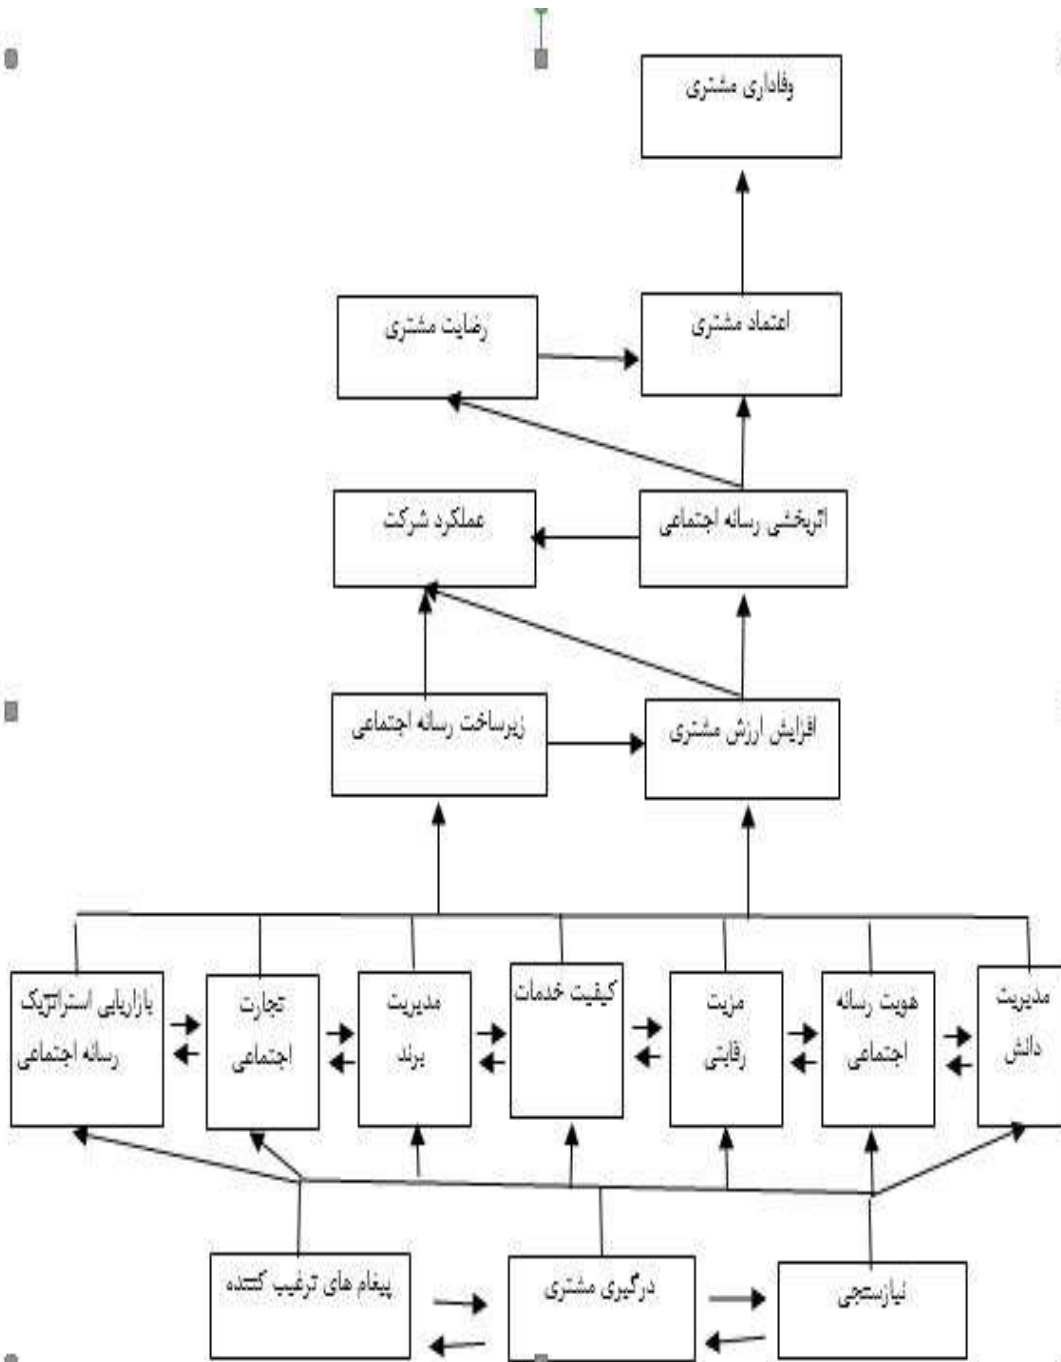 وفاداری مشتری
اعتماد مشتری
رضایت مشتری
اثربخشی رسانه اجتماعی
عملکرد شرکت
افزایش ارزش مشتری
زیرساخت رسانه اجتماعی
مدیریت
دانش
هویت رسانه
اجتماعی
مزیت
رقابتی
کیفیت خدمات
مدیریت
برند
تجارت
اجتماعی
بازاریابی استراتژیک
رسانه اجتماعی
نیازسنجی
درگیری مشتری
پیغام های ترغیب کننده